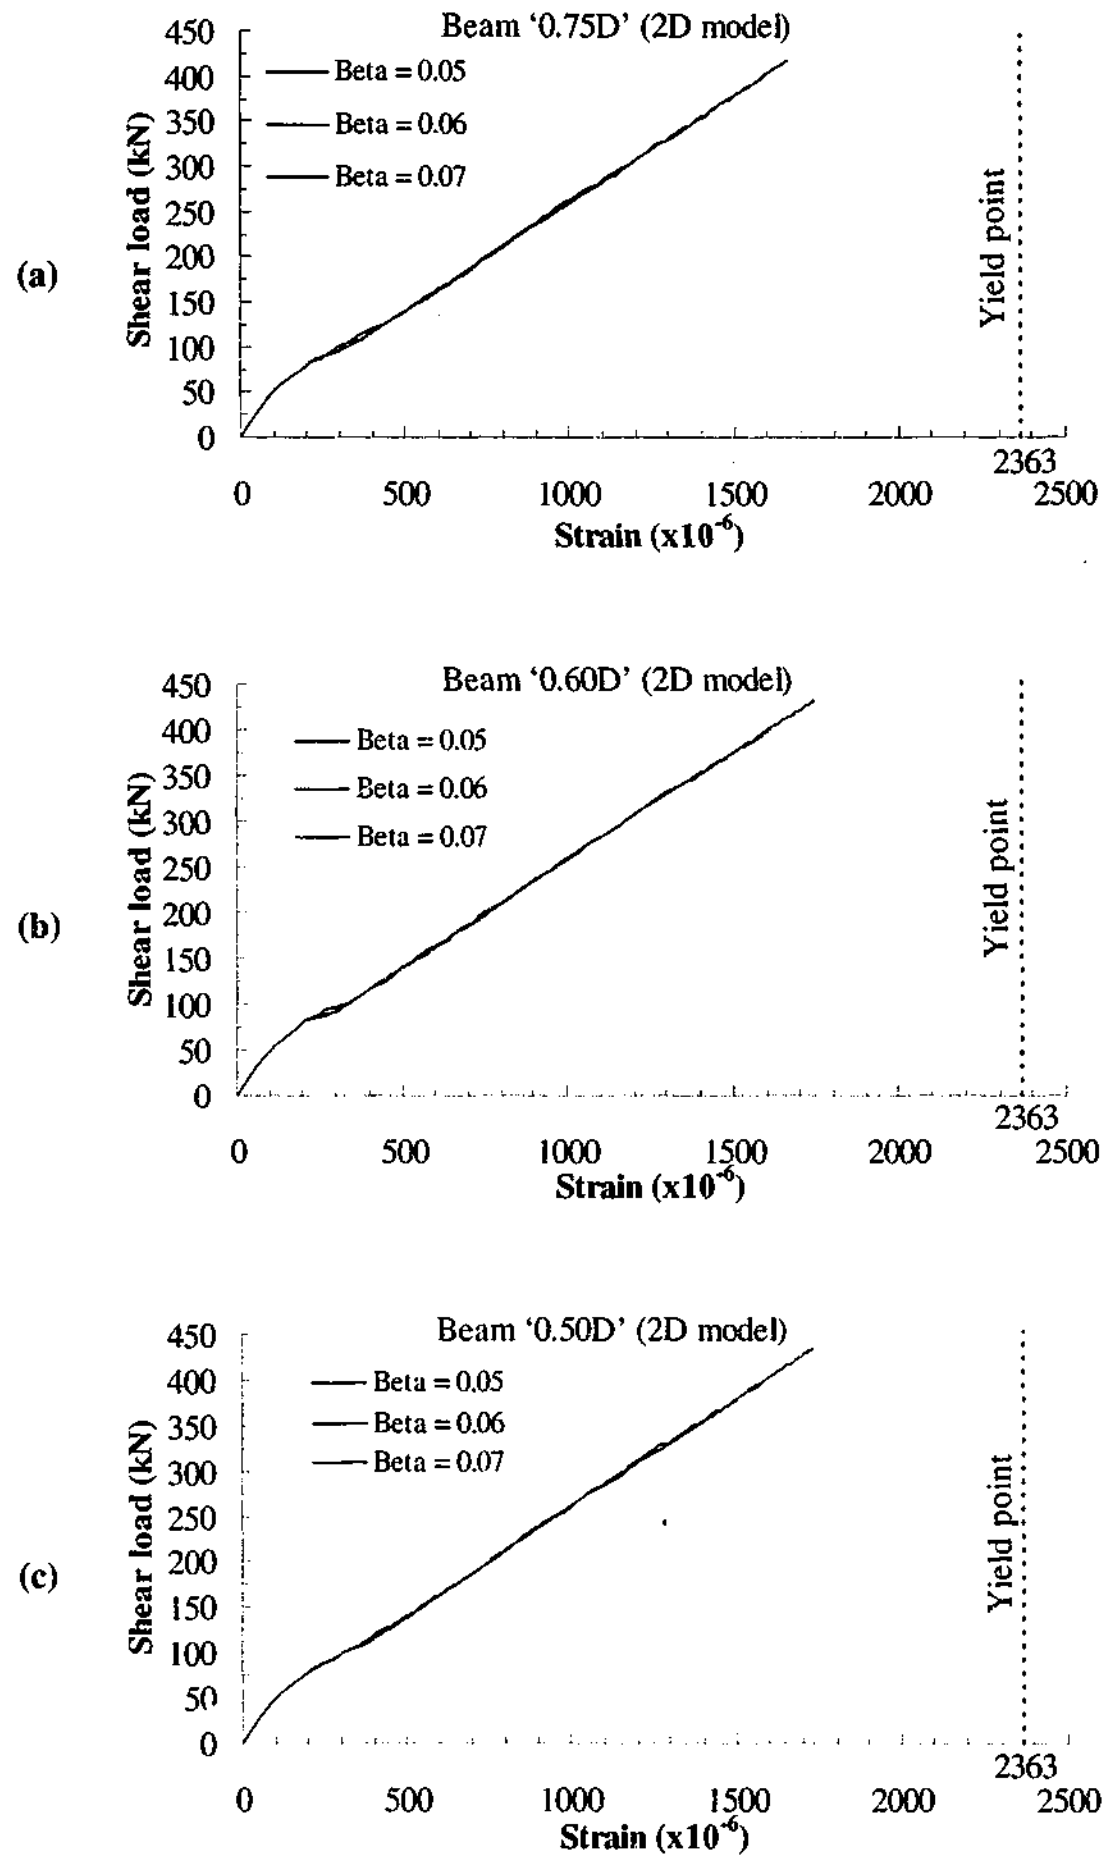 Beam ‘0.75D’ (2D model)
450
400
350
300
250
200
150
100
50
0
Shear load (kN)
Beta = 0.05
Beta = 0.06
Beta = 0.07
Yield point
(a)
2363
0 500 1000 1500 2000 2500
Strain (x10⁻⁶)
Beam ‘0.60D’ (2D model)
450
400
350
300
250
200
150
100
50
0
Shear load (kN)
Beta = 0.05
Beta = 0.06
Beta = 0.07
Yield point
(b)
2363
0 500 1000 1500 2000 2500
Strain (x10⁻⁶)
Beam ‘0.50D’ (2D model)
450
400
350
300
250
200
150
100
50
0
Shear load (kN)
Beta = 0.05
Beta = 0.06
Beta = 0.07
Yield point
(c)
2363
0 500 1000 1500 2000 2500
Strain (x10⁻⁶)